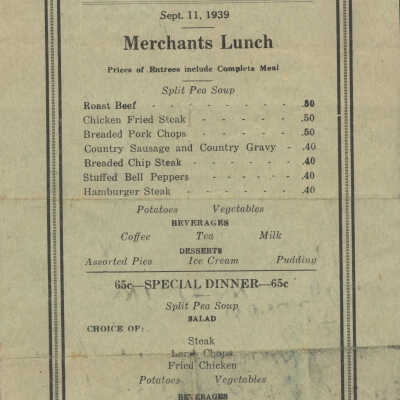 Sept. 11, 1939
Merchants Lunch
Prices of Entrees include Complete Meal
Split Pea Soup
Roast Beef - - - - - - - .50
Chicken Fried Steak - - - - - .50
Breaded Pork Chops - - - - - .50
Country Sausage and Country Gravy - .40
Breaded Chip Steak - - - - - .40
Stuffed Bell Peppers - - - - - .40
Hamburger Steak - - - - - - .40
Potatoes Vegetables
BEVERAGES
Coffee Tea Milk
DESSERTS
Assorted Pies Ice Cream Pudding
65c—SPECIAL DINNER—65c
Split Pea Soup
SALAD
CHOICE OF:
Steak
Lamb Chops
Fried Chicken
Potatoes Vegetables
BEVERAGES